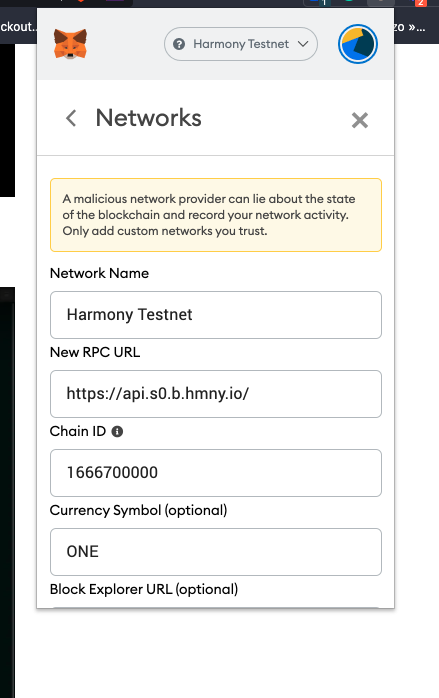 ckout...
1
2
zo »...
Harmony Testnet
Networks
A malicious network provider can lie about the state
of the blockchain and record your network activity.
Only add custom networks you trust.
Network Name
Harmony Testnet
New RPC URL
https://api.s0.b.hmny.io/
Chain ID
1666700000
Currency Symbol (optional)
ONE
Block Explorer URL (optional)